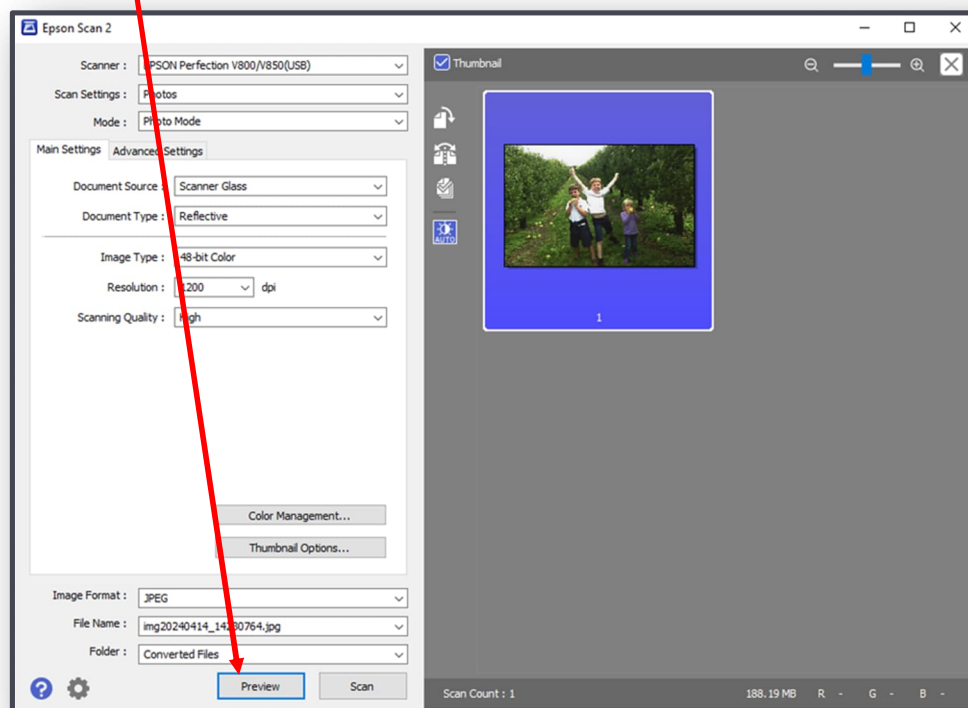 Epson Scan 2
Scanner : EPSON Perfection V800/V850(USB)
Scan Settings : Photos
Mode : Photo Mode
Main Settings Advanced Settings
Document Source : Scanner Glass
Document Type : Reflective
Image Type : 48-bit Color
Resolution : 1200 dpi
Scanning Quality : High
Color Management...
Thumbnail Options...
Image Format : JPEG
File Name : img20240414_14280764.jpg
Folder : Converted Files
? Preview Scan
Thumbnail
AUTO
1
Scan Count : 1 188.19 MB R - G - B -